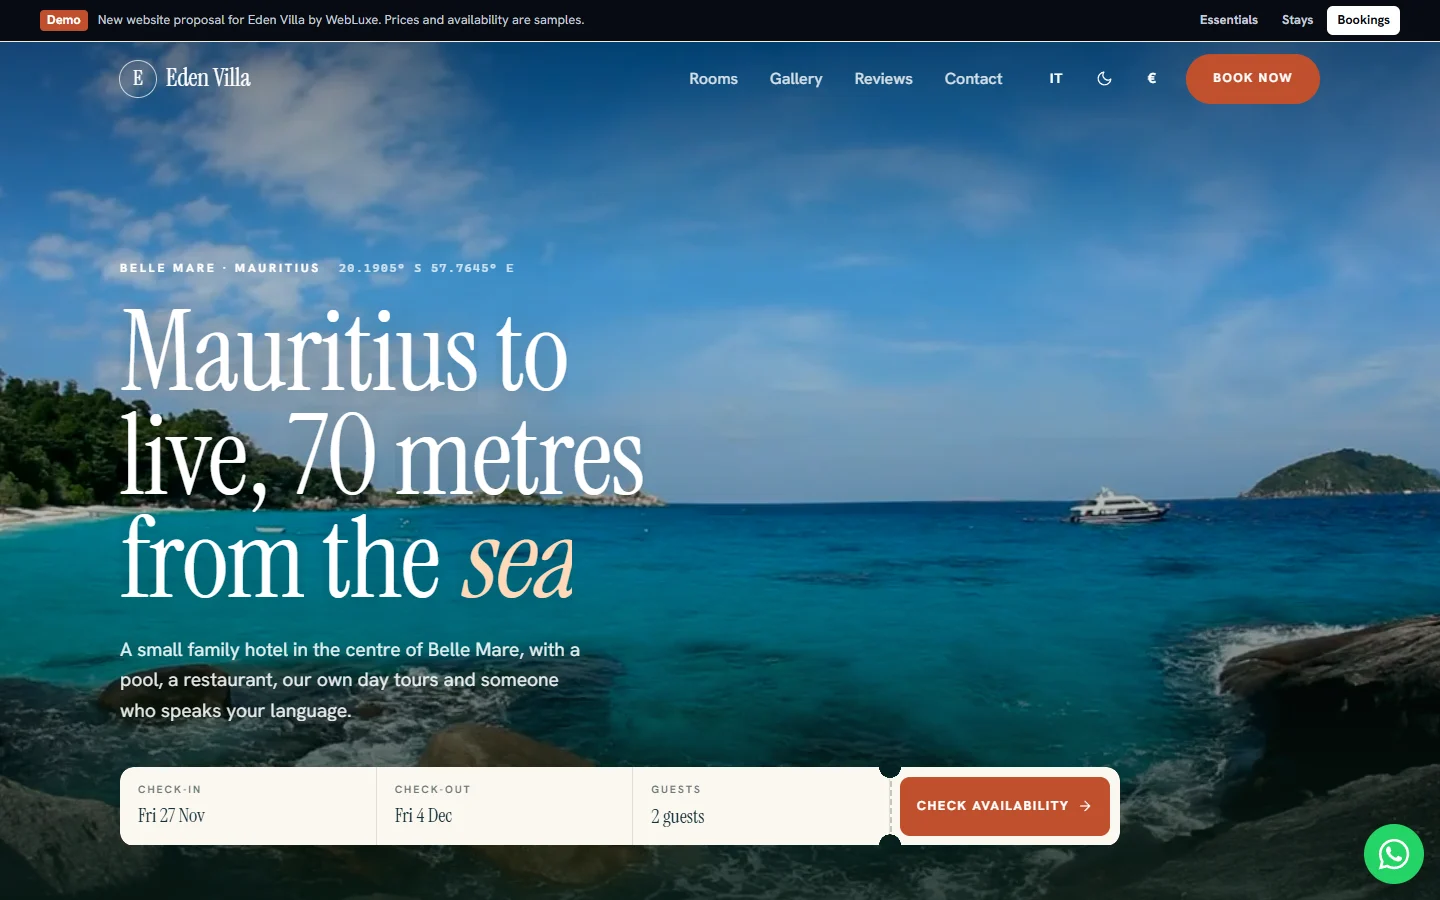 Demo New website proposal for Eden Villa by WebLuxe. Prices and availability are samples. Essentials Stays Bookings
E Eden Villa Rooms Gallery Reviews Contact IT € BOOK NOW
BELLE MARE · MAURITIUS 20.1905° S 57.7645° E
Mauritius to
live, 70 metres
from the sea
A small family hotel in the centre of Belle Mare, with a
pool, a restaurant, our own day tours and someone
who speaks your language.
CHECK-IN CHECK-OUT GUESTS
Fri 27 Nov Fri 4 Dec 2 guests
CHECK AVAILABILITY →